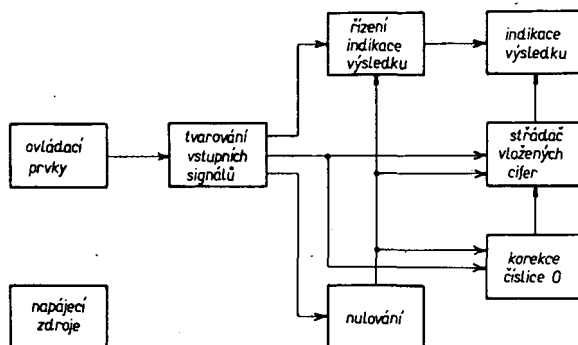 řízení
indikace
výsledku
indikace
výsledku
ovládací
prvky
tvarování
vstupních
signálů
střádač
vložených
cifer
korekce
číslice 0
napájecí
zdroje
nulování